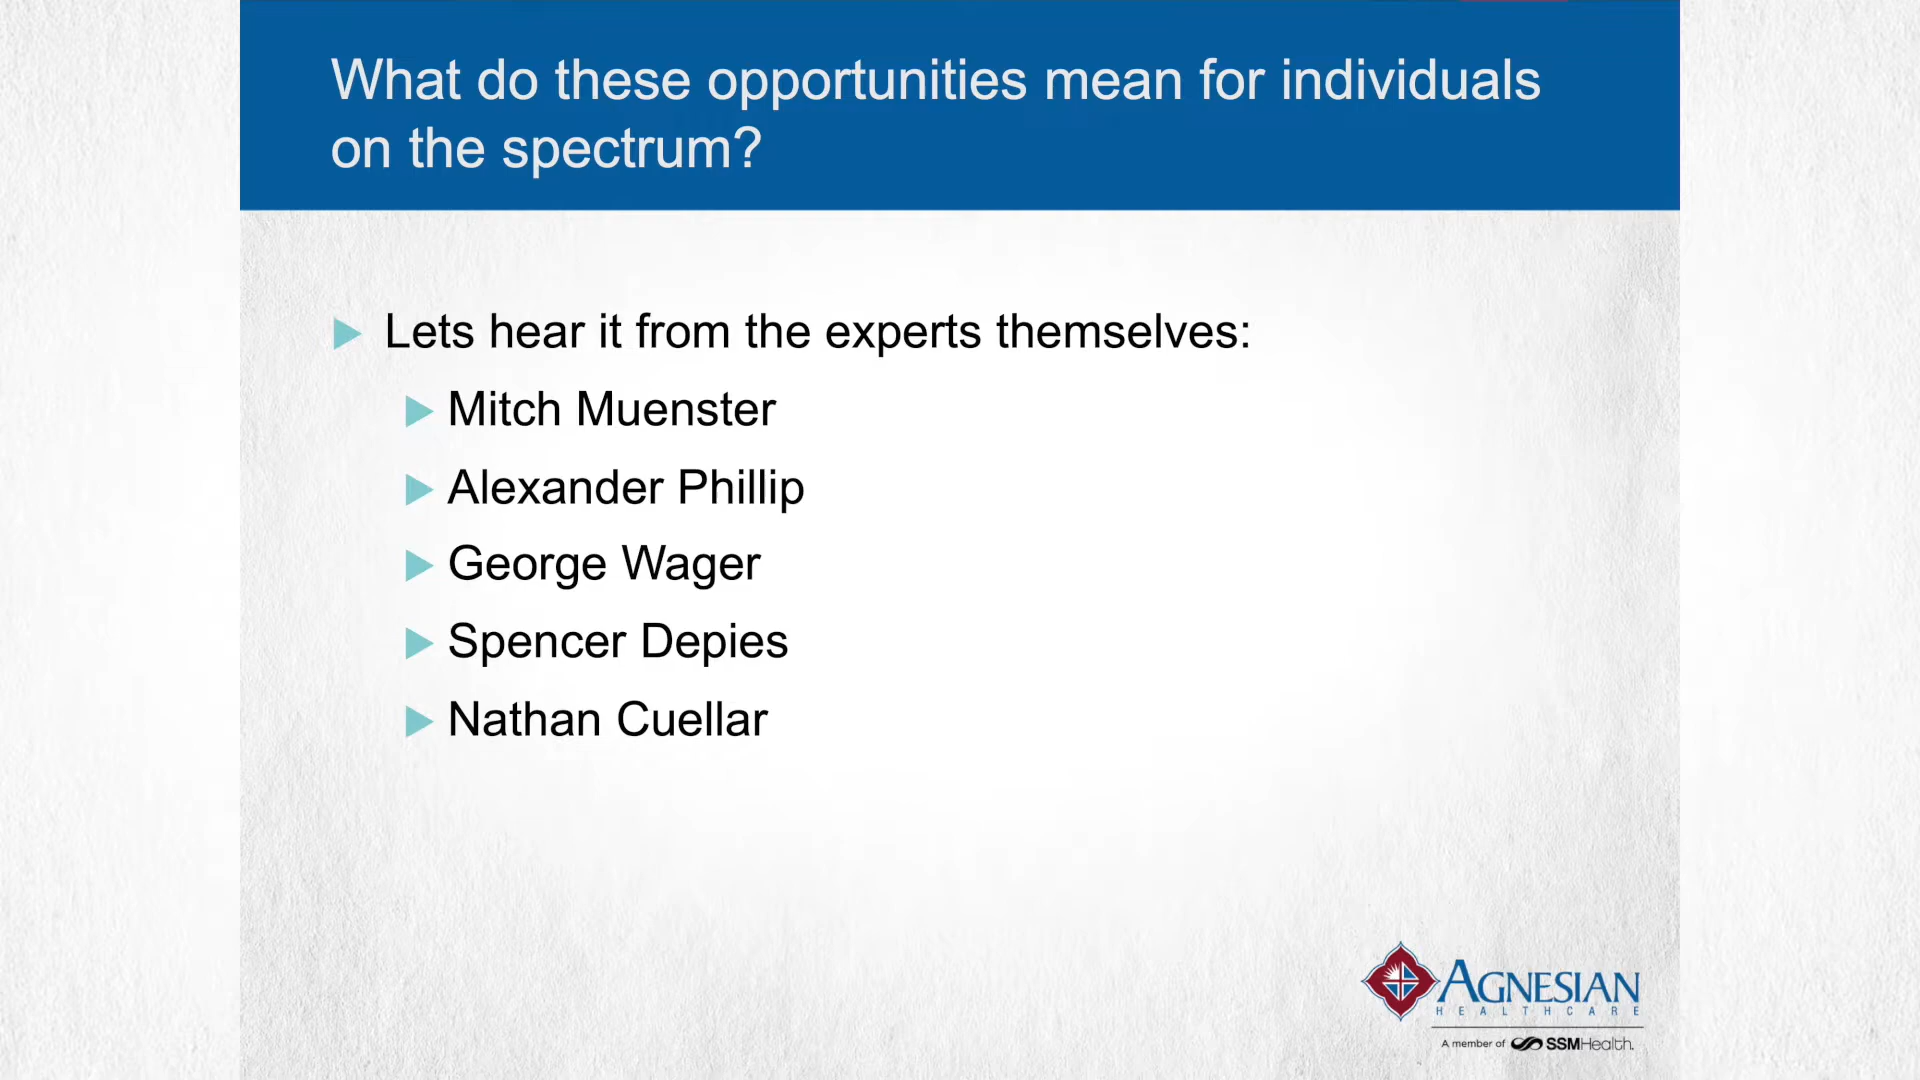 What do these opportunities mean for individuals
on the spectrum?
Lets hear it from the experts themselves:
Mitch Muenster
Alexander Phillip
George Wager
Spencer Depies
Nathan Cuellar
AGNESIAN
HEALTHCARE
A member of SSMHealth.